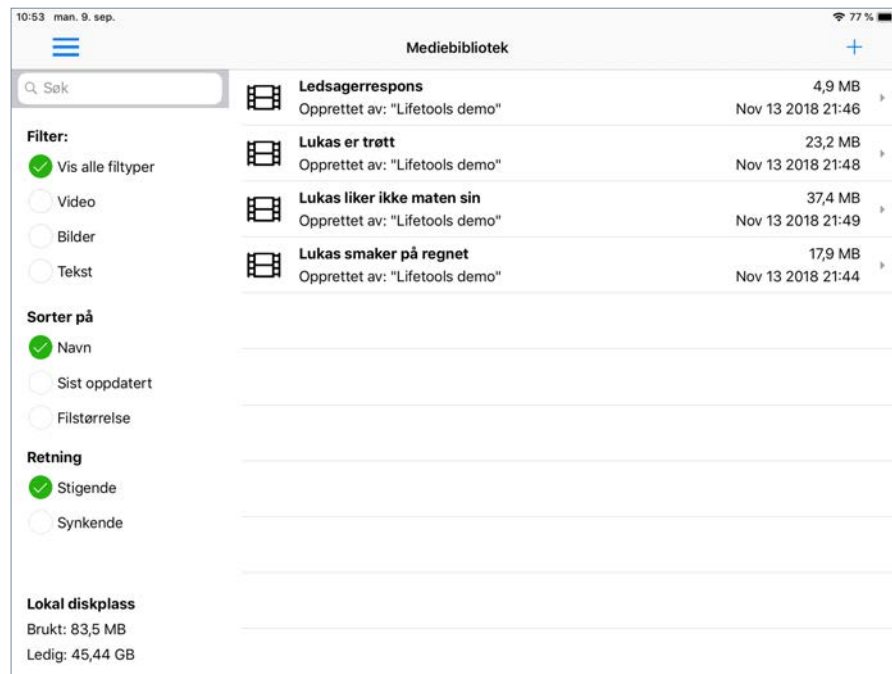 10:53 man. 9. sep.
77 %
Mediebibliotek
Søk
Filter:
Vis alle filtyper
Video
Bilder
Tekst
Sorter på
Navn
Sist oppdatert
Filstørrelse
Retning
Stigende
Synkende
Lokal diskplass
Brukt: 83,5 MB
Ledig: 45,44 GB
Ledsagerrespons 4,9 MB
Opprettet av: "Lifetools demo" Nov 13 2018 21:46
Lukas er trøtt 23,2 MB
Opprettet av: "Lifetools demo" Nov 13 2018 21:48
Lukas liker ikke maten sin 37,4 MB
Opprettet av: "Lifetools demo" Nov 13 2018 21:49
Lukas smaker på regnet 17,9 MB
Opprettet av: "Lifetools demo" Nov 13 2018 21:44